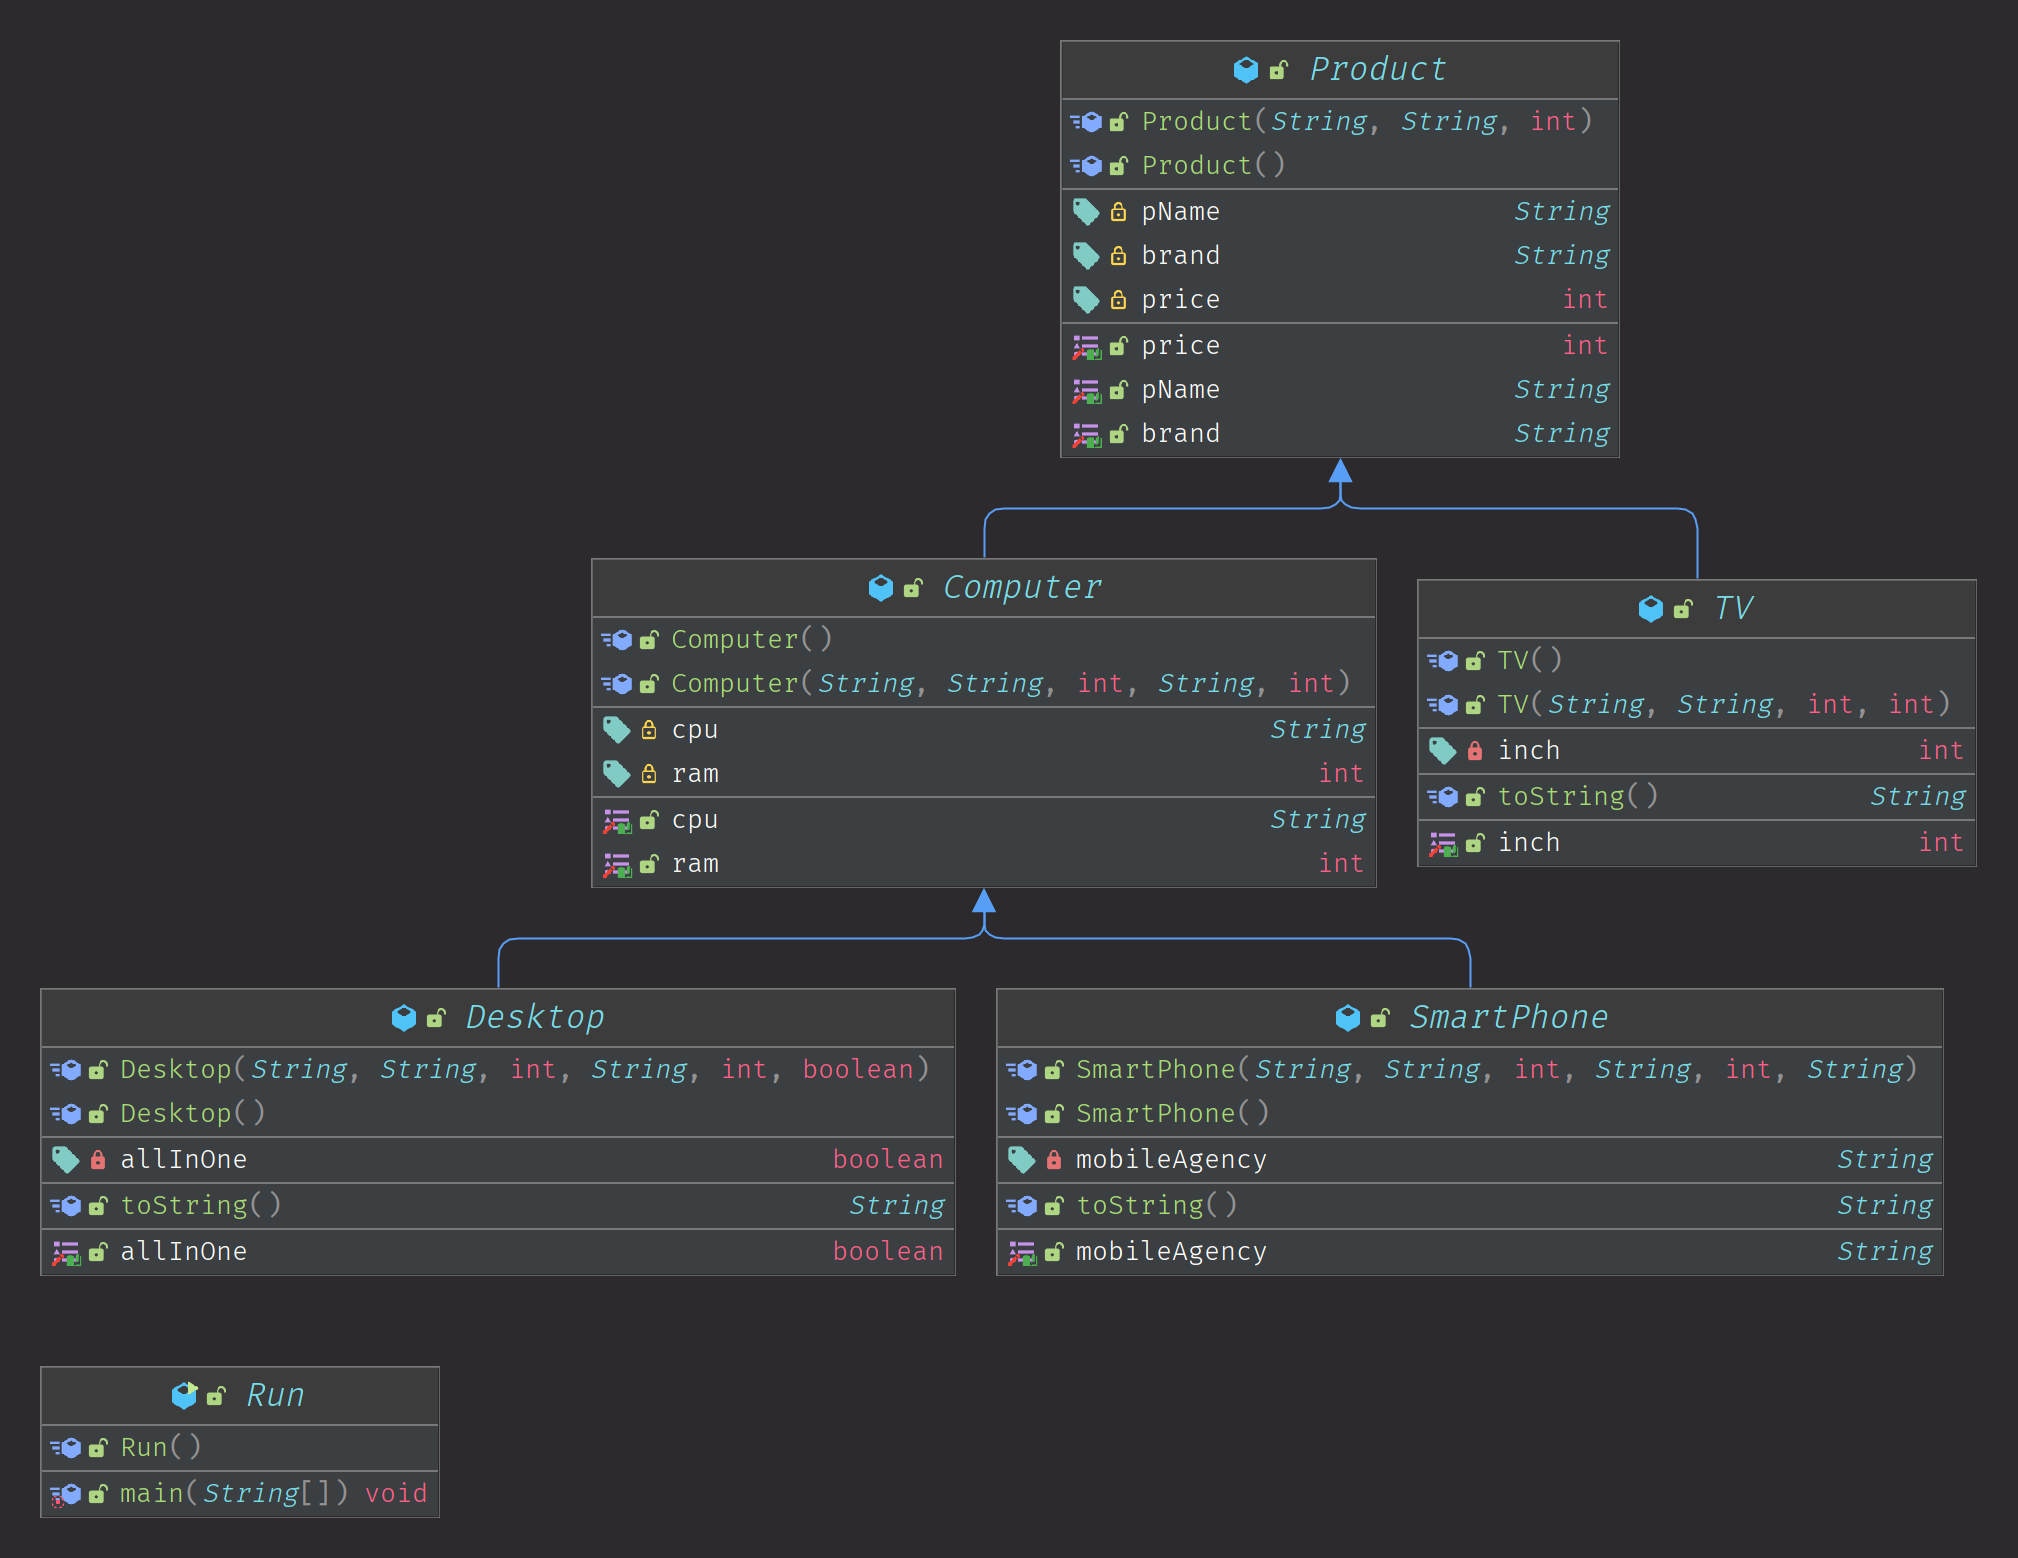 Product
Product(String, String, int)
Product()
pName String
brand String
price int
price int
pName String
brand String
Computer
Computer()
Computer(String, String, int, String, int)
cpu String
ram int
cpu String
ram int
TV
TV()
TV(String, String, int, int)
inch int
toString() String
inch int
Desktop
Desktop(String, String, int, String, int, boolean)
Desktop()
allInOne boolean
toString() String
allInOne boolean
SmartPhone
SmartPhone(String, String, int, String, int, String)
SmartPhone()
mobileAgency String
toString() String
mobileAgency String
Run
Run()
main(String[]) void